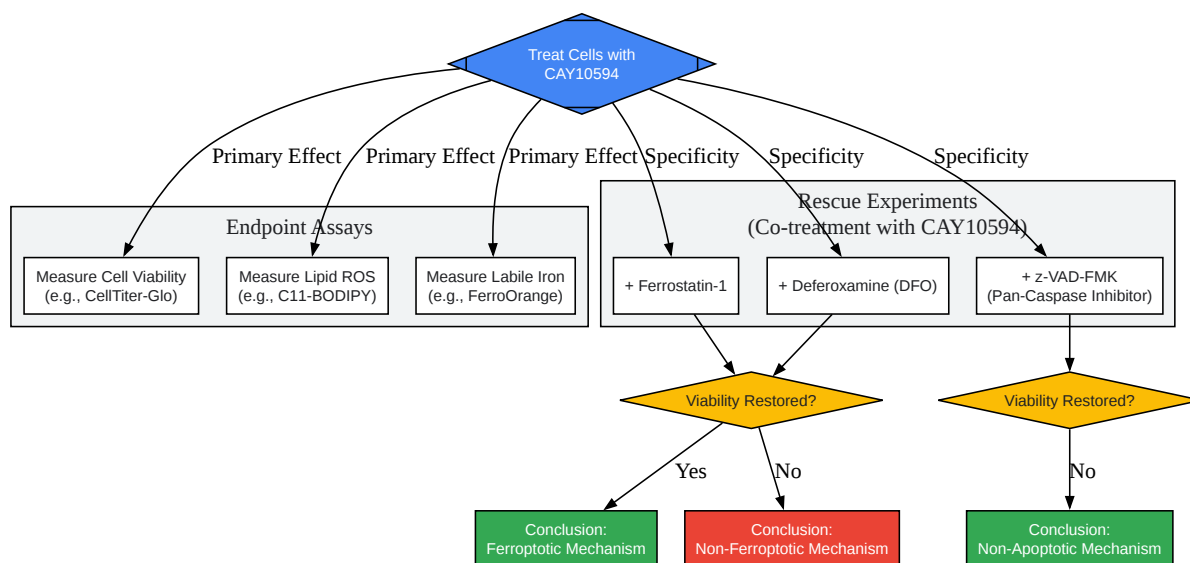 Treat Cells with
CAY10594
Primary Effect
Primary Effect
Primary Effect
Specificity
Specificity
Specificity
Endpoint Assays
Rescue Experiments
(Co-treatment with CAY10594)
Measure Cell Viability
(e.g., CellTiter-Glo)
Measure Lipid ROS
(e.g., C11-BODIPY)
Measure Labile Iron
(e.g., FerroOrange)
+ Ferrostatin-1
+ Deferoxamine (DFO)
+ z-VAD-FMK
(Pan-Caspase Inhibitor)
Viability Restored?
Viability Restored?
Yes
No
No
Conclusion:
Ferroptotic Mechanism
Conclusion:
Non-Ferroptotic Mechanism
Conclusion:
Non-Apoptotic Mechanism